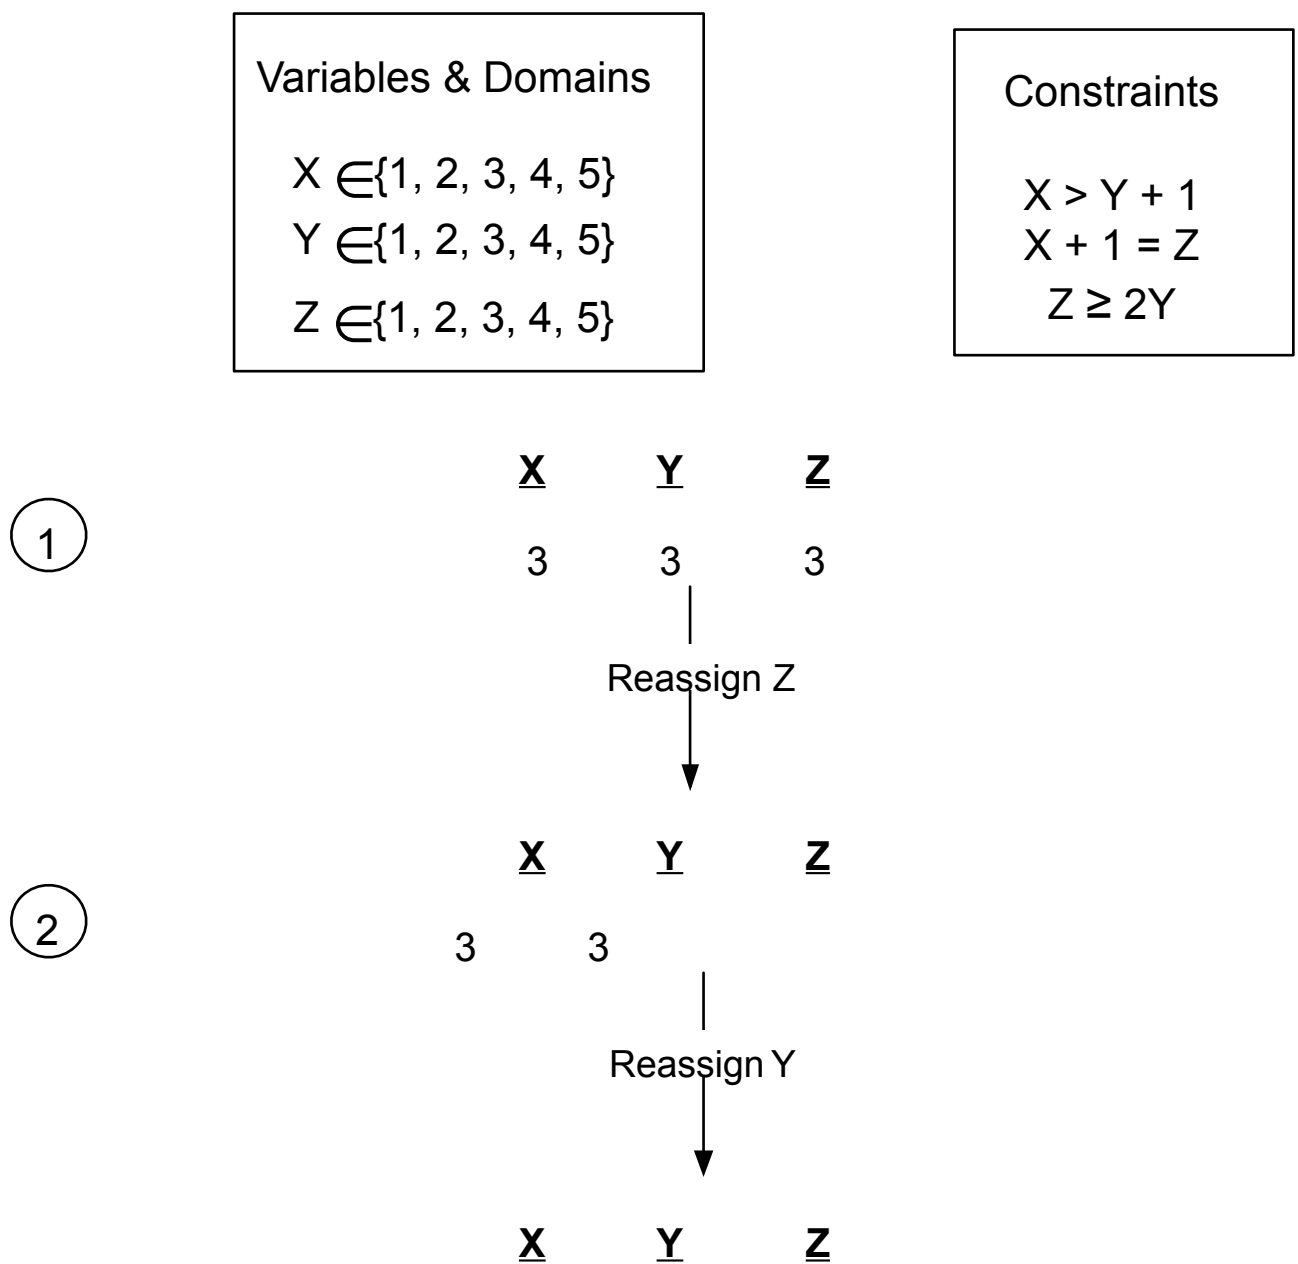 Variables & Domains
X ∈{1, 2, 3, 4, 5}
Y ∈{1, 2, 3, 4, 5}
Z ∈{1, 2, 3, 4, 5}
Constraints
X > Y + 1
X + 1 = Z
Z ≥ 2Y
X Y Z
1
3 3 3
Reassign Z
X Y Z
2
3 3
Reassign Y
X Y Z